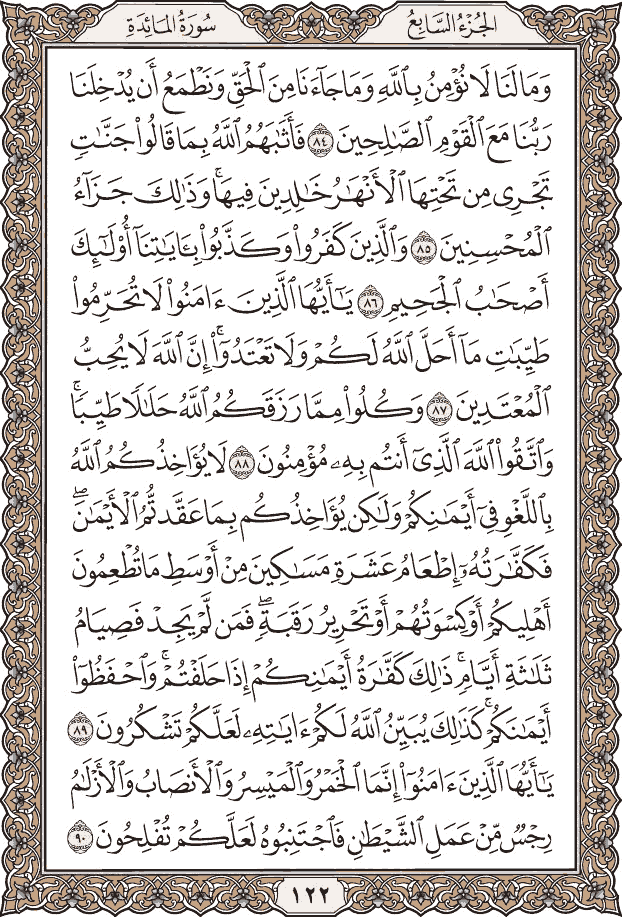 الجُزْءُ السَّابِعُ
سُورَةُ المَائِدَةِ
وَمَا لَنَا لَا نُؤْمِنُ بِٱللَّهِ وَمَا جَآءَنَا مِنَ ٱلْحَقِّ وَنَطْمَعُ أَن يُدْخِلَنَا
رَبُّنَا مَعَ ٱلْقَوْمِ ٱلصَّٰلِحِينَ ٨٤ فَأَثَٰبَهُمُ ٱللَّهُ بِمَا قَالُوا۟ جَنَّٰتٍ
تَجْرِى مِن تَحْتِهَا ٱلْأَنْهَٰرُ خَٰلِدِينَ فِيهَا ۚ وَذَٰلِكَ جَزَآءُ
ٱلْمُحْسِنِينَ ٨٥ وَٱلَّذِينَ كَفَرُوا۟ وَكَذَّبُوا۟ بِـَٔايَٰتِنَآ أُو۟لَٰٓئِكَ
أَصْحَٰبُ ٱلْجَحِيمِ ٨٦ يَٰٓأَيُّهَا ٱلَّذِينَ ءَامَنُوا۟ لَا تُحَرِّمُوا۟
طَيِّبَٰتِ مَآ أَحَلَّ ٱللَّهُ لَكُمْ وَلَا تَعْتَدُوٓا۟ ۚ إِنَّ ٱللَّهَ لَا يُحِبُّ
ٱلْمُعْتَدِينَ ٨٧ وَكُلُوا۟ مِمَّا رَزَقَكُمُ ٱللَّهُ حَلَٰلًا طَيِّبًا ۚ
وَٱتَّقُوا۟ ٱللَّهَ ٱلَّذِىٓ أَنتُم بِهِۦ مُؤْمِنُونَ ٨٨ لَا يُؤَاخِذُكُمُ ٱللَّهُ
بِٱللَّغْوِ فِىٓ أَيْمَٰنِكُمْ وَلَٰكِن يُؤَاخِذُكُم بِمَا عَقَّدتُّمُ ٱلْأَيْمَٰنَ ۖ
فَكَفَّٰرَتُهُۥٓ إِطْعَامُ عَشَرَةِ مَسَٰكِينَ مِنْ أَوْسَطِ مَا تُطْعِمُونَ
أَهْلِيكُمْ أَوْ كِسْوَتُهُمْ أَوْ تَحْرِيرُ رَقَبَةٍ ۖ فَمَن لَّمْ يَجِدْ فَصِيَامُ
ثَلَٰثَةِ أَيَّامٍ ۚ ذَٰلِكَ كَفَّٰرَةُ أَيْمَٰنِكُمْ إِذَا حَلَفْتُمْ ۚ وَٱحْفَظُوٓا۟
أَيْمَٰنَكُمْ ۚ كَذَٰلِكَ يُبَيِّنُ ٱللَّهُ لَكُمْ ءَايَٰتِهِۦ لَعَلَّكُمْ تَشْكُرُونَ ٨٩
يَٰٓأَيُّهَا ٱلَّذِينَ ءَامَنُوٓا۟ إِنَّمَا ٱلْخَمْرُ وَٱلْمَيْسِرُ وَٱلْأَنصَابُ وَٱلْأَزْلَٰمُ
رِجْسٌ مِّنْ عَمَلِ ٱلشَّيْطَٰنِ فَٱجْتَنِبُوهُ لَعَلَّكُمْ تُفْلِحُونَ ٩٠
١٢٢